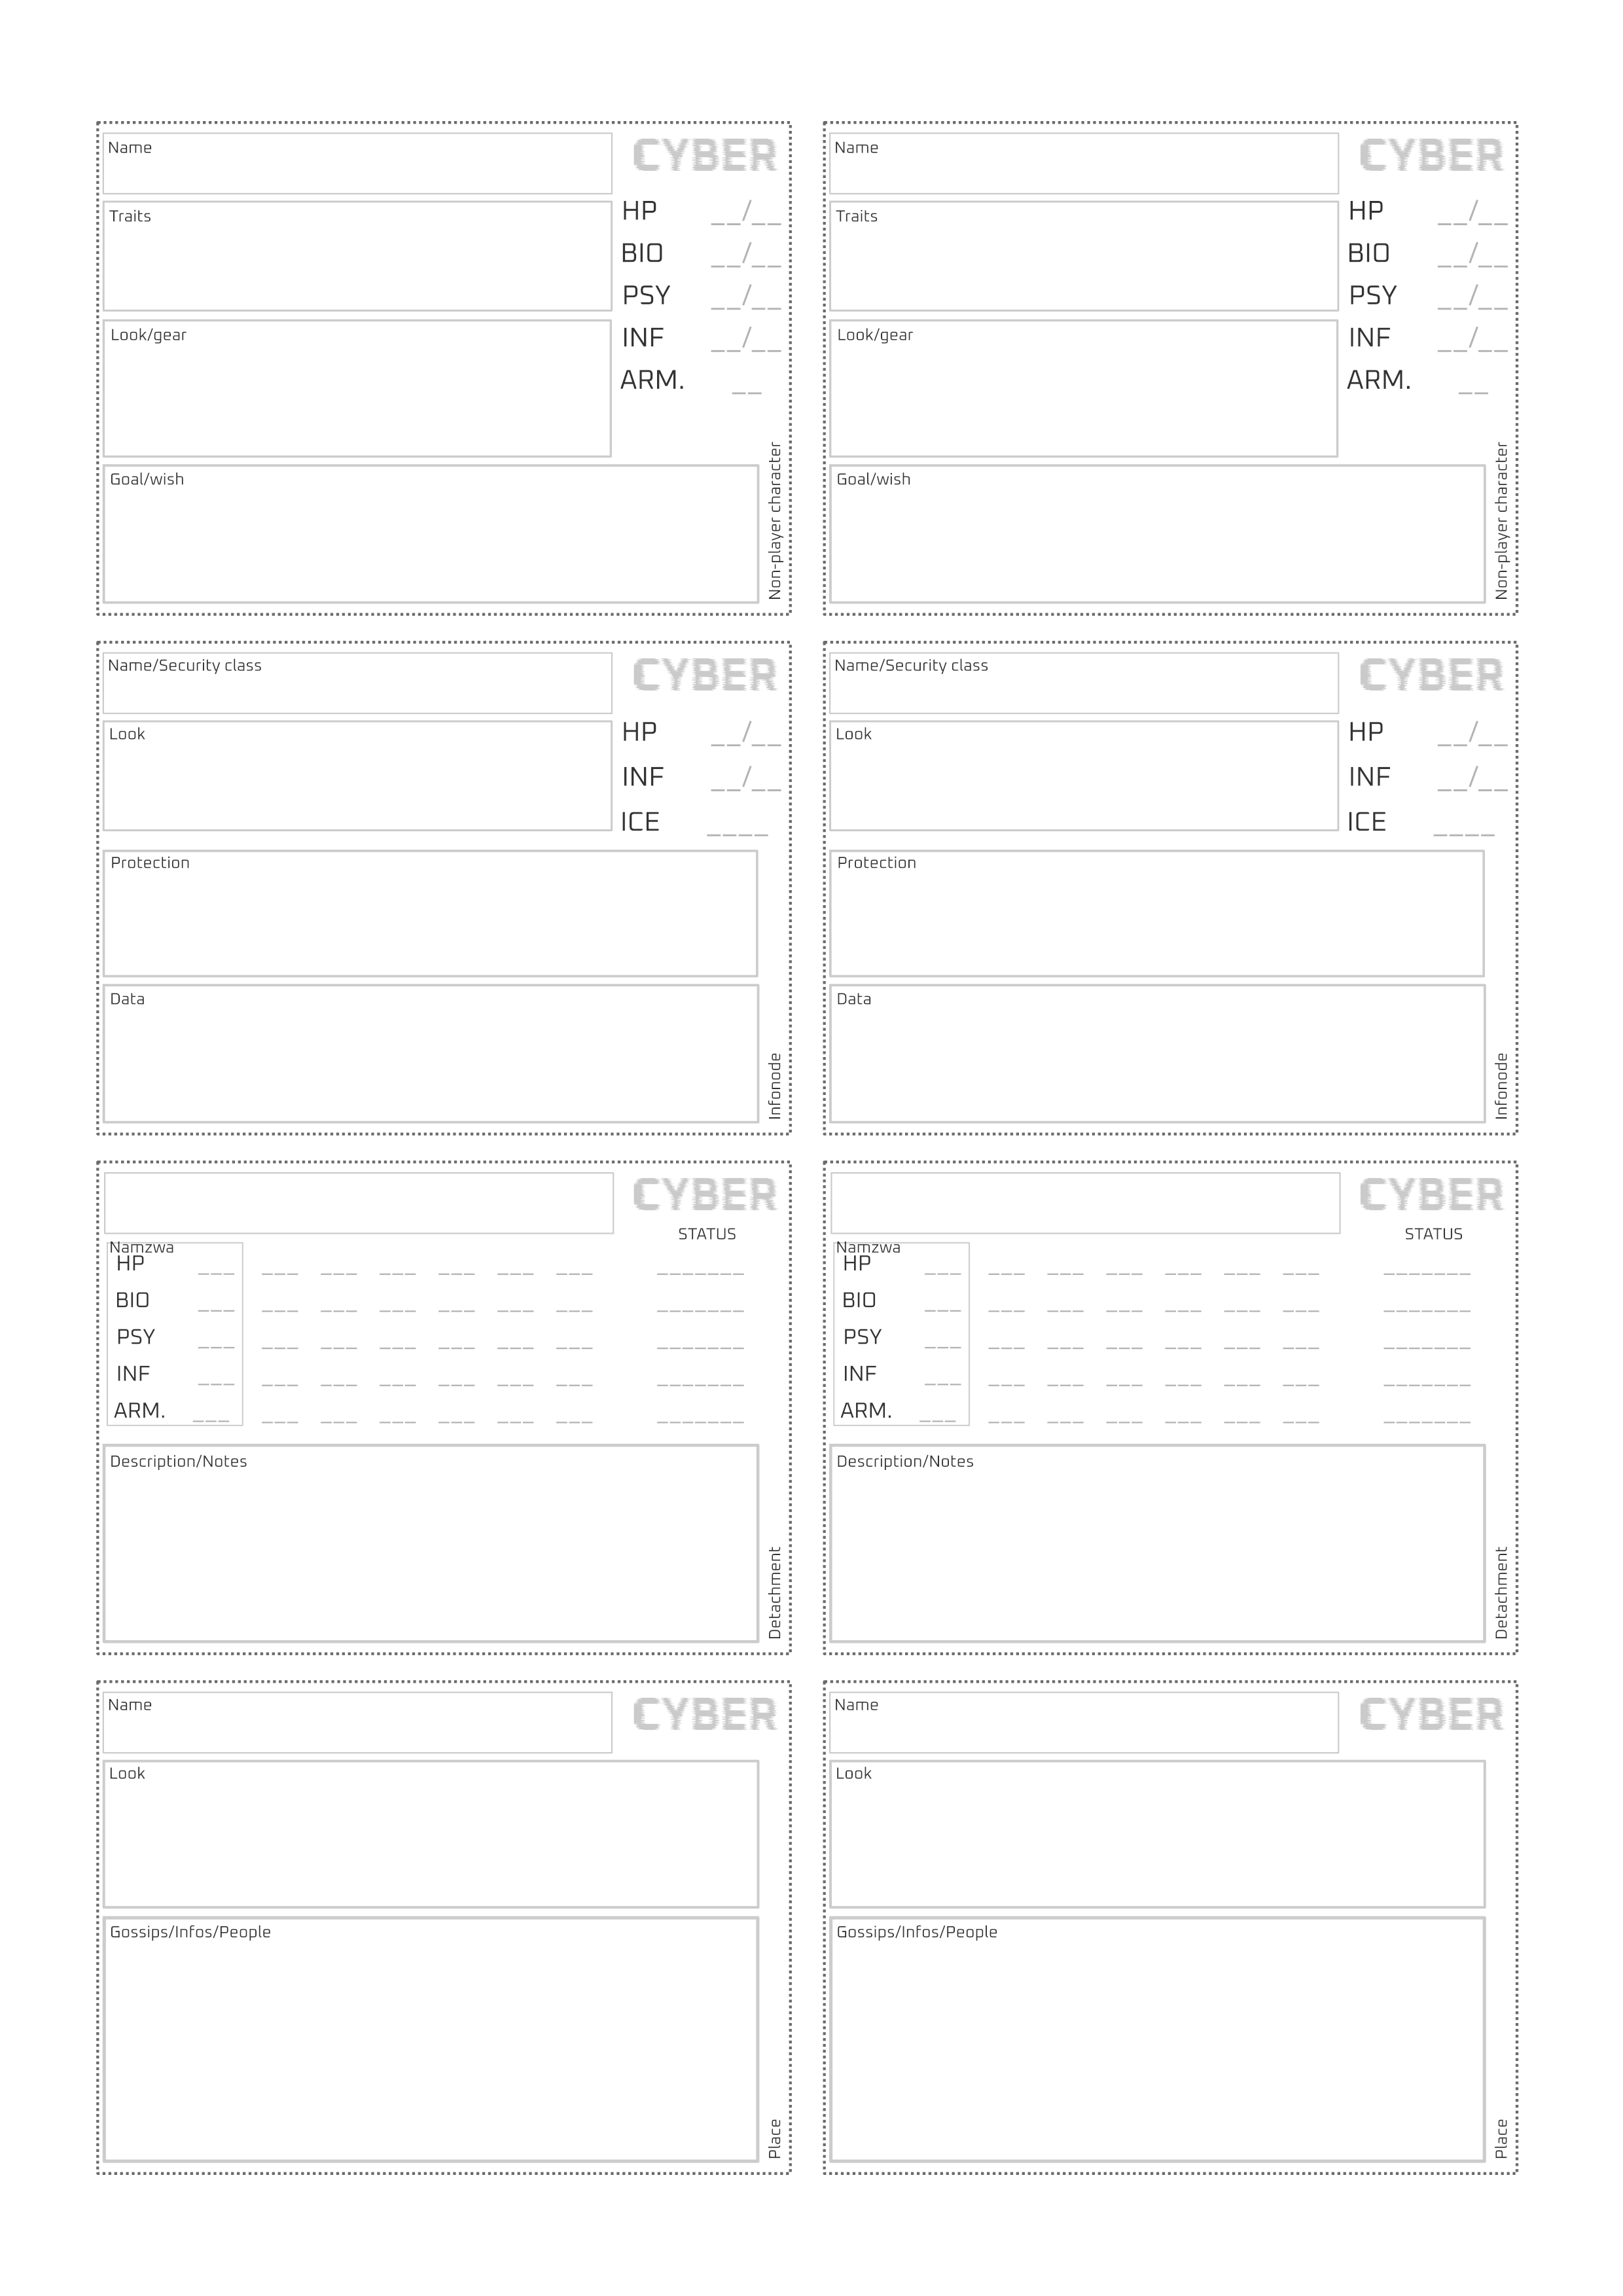 Name
CYBER
Traits
HP __/__
BIO __/__
PSY __/__
Look/gear
INF __/__
ARM. __
Goal/wish
Non-player character
Name
CYBER
Traits
HP __/__
BIO __/__
PSY __/__
Look/gear
INF __/__
ARM. __
Goal/wish
Non-player character
Name/Security class
CYBER
Look
HP __/__
INF __/__
ICE ____
Protection
Data
Infonode
Name/Security class
CYBER
Look
HP __/__
INF __/__
ICE ____
Protection
Data
Infonode
CYBER
STATUS
Namzwa
HP ___ ___ ___ ___ ___ ___ ___ _______
BIO ___ ___ ___ ___ ___ ___ ___ _______
PSY ___ ___ ___ ___ ___ ___ ___ _______
INF ___ ___ ___ ___ ___ ___ ___ _______
ARM. ___ ___ ___ ___ ___ ___ ___ _______
Description/Notes
Detachment
CYBER
STATUS
Namzwa
HP ___ ___ ___ ___ ___ ___ ___ _______
BIO ___ ___ ___ ___ ___ ___ ___ _______
PSY ___ ___ ___ ___ ___ ___ ___ _______
INF ___ ___ ___ ___ ___ ___ ___ _______
ARM. ___ ___ ___ ___ ___ ___ ___ _______
Description/Notes
Detachment
Name
CYBER
Look
Gossips/Infos/People
Place
Name
CYBER
Look
Gossips/Infos/People
Place